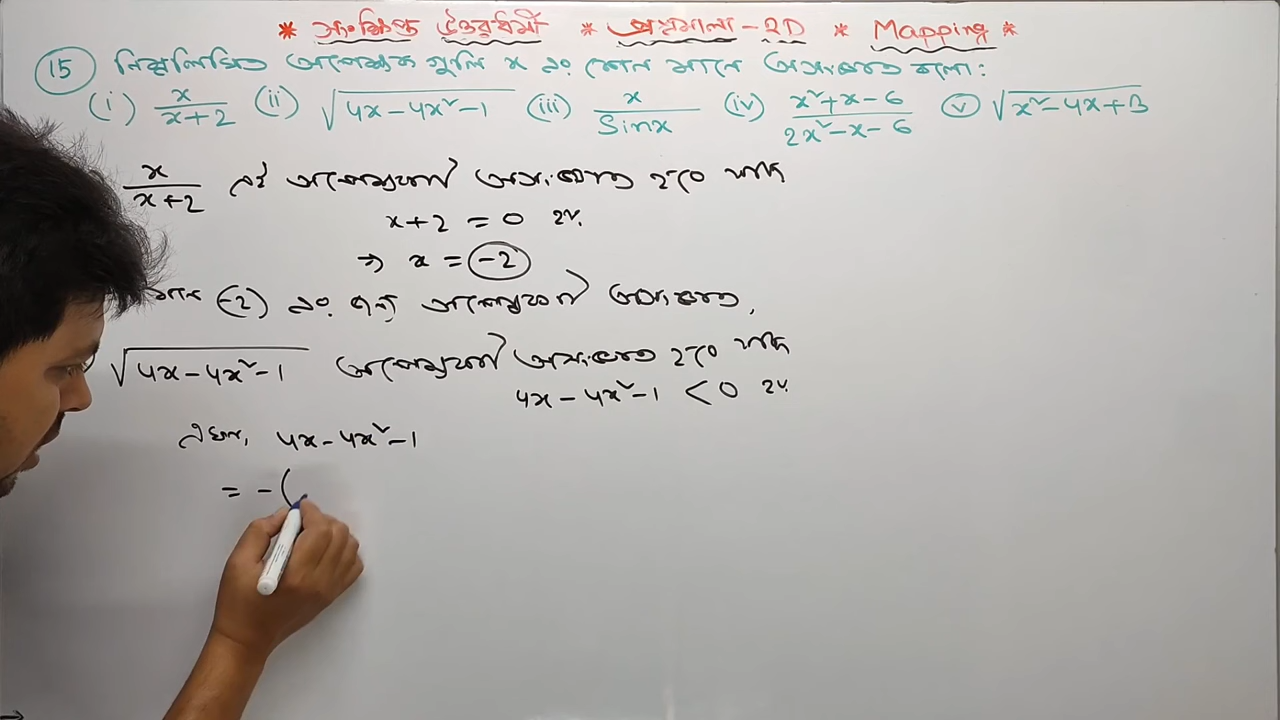 * সংক্ষিপ্ত উত্তরধর্মী * প্রশ্নমালা - 2D * Mapping *
15 নিম্নলিখিত অপেক্ষক গুলি x এর কোন মানে অসংজ্ঞাত বলো:
(i) x/(x+2) (ii) √(4x-4x²-1) (iii) x/Sinx (iv) (x²+x-6)/(2x²-x-6) (v) √(x²-4x+3)
x/(x+2) এই অপেক্ষকটি অসংজ্ঞাত হবে যদি
x+2 = 0 হয়.
⇒ x = -2
(-2) এর জন্য অপেক্ষকটি অসংজ্ঞাত,
√(4x-4x²-1) অপেক্ষকটি অসংজ্ঞাত হবে যদি
4x-4x²-1 < 0 হয়.
এখন, 4x-4x²-1
= -(